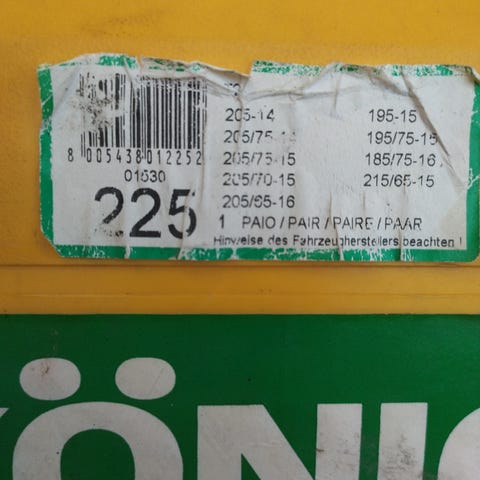 205-14 195-15
205/75-14 195/75-15
205/75-15 185/75-16
205/70-15 215/65-15
205/65-16
8 005438 012252
01530
225
1 PAIO / PAIR / PAIRE / PAAR
Hinweise des Fahrzeugherstellers beachten !
KÖNIG